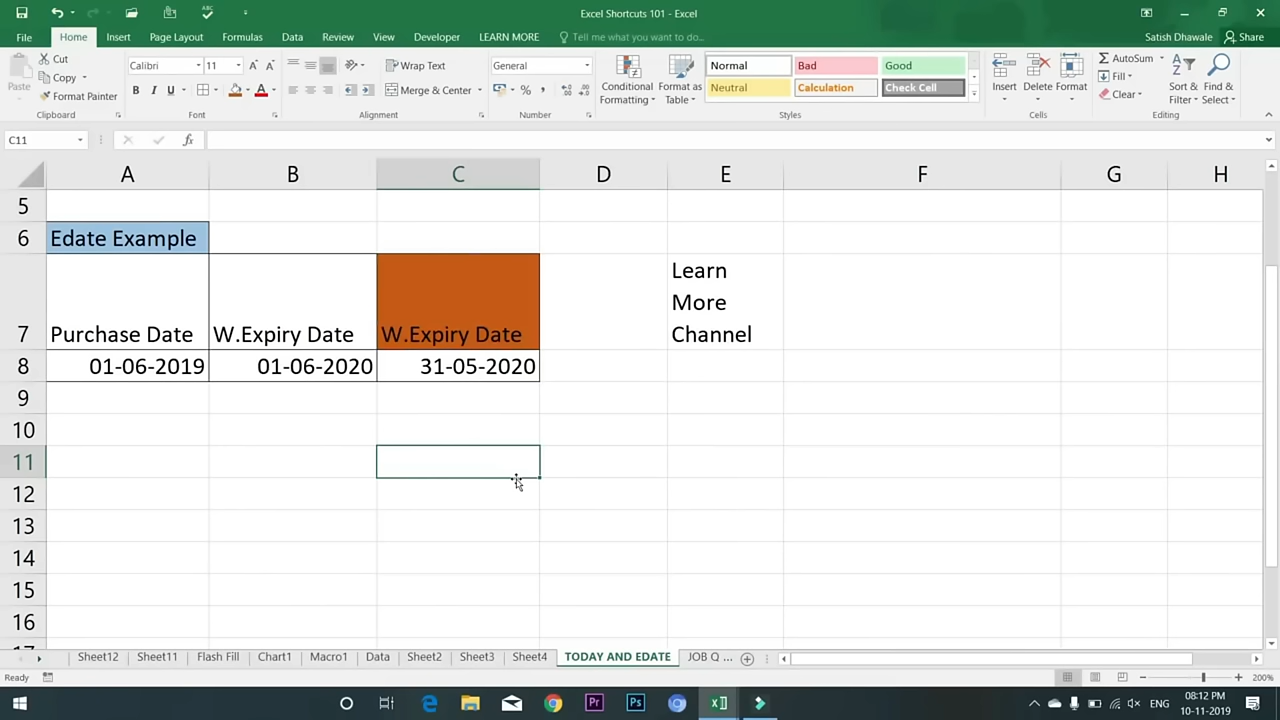 Excel Shortcuts 101 - Excel
File Home Insert Page Layout Formulas Data Review View Developer LEARN MORE Tell me what you want to do... Satish Dhawale Share
Paste
Cut
Copy
Format Painter
Calibri 11
B I U
A A
Wrap Text
Merge & Center
General
%
Conditional Formatting
Format as Table
Normal Bad Good
Neutral Calculation Check Cell
Insert Delete Format
AutoSum
Fill
Clear
Sort & Filter
Find & Select
Clipboard Font Alignment Number Styles Cells Editing
C11 fx
A B C D E F G H
5
6 Edate Example
Learn
More
7 Purchase Date W.Expiry Date W.Expiry Date Channel
8 01-06-2019 01-06-2020 31-05-2020
9
10
11
12
13
14
15
16
17
Sheet12 Sheet11 Flash Fill Chart1 Macro1 Data Sheet2 Sheet3 Sheet4 TODAY AND EDATE JOB Q ...
Ready 200%
Pr Ps ENG 08:12 PM
10-11-2019